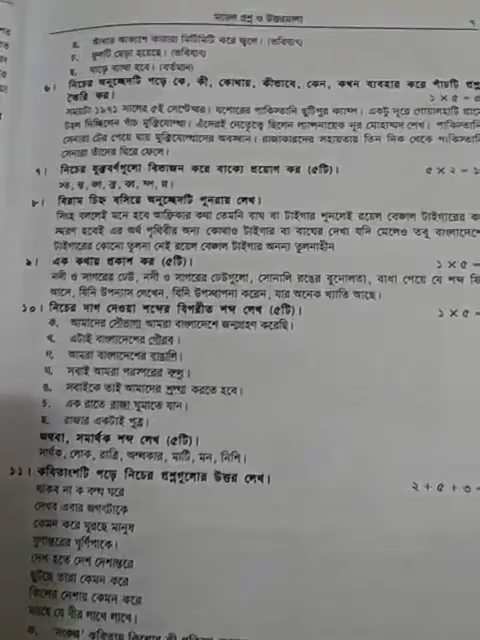 মডেল প্রশ্ন ও উত্তরমালা
ঙ. আঁধার আকাশে তারারা মিটিমিটি করে জ্বলে। (ভবিষ্যৎ)
চ. ফুলটি ছেঁড়া হয়েছে। (ভবিষ্যৎ)
ছ. ঘাড়ে ব্যাথা হবে। (বর্তমান)
৬। নিচের অনুচ্ছেদটি পড়ে কে, কী, কোথায়, কীভাবে, কেন, কখন ব্যবহার করে পাঁচটি প্রশ্ন
তৈরি কর। ১ × ৫ =
সময়টা ১৯৭১ সালের ৫ই সেপ্টেম্বর। যশোরের পাকিস্তানি ছুটিপুর ক্যাম্প। একটু দূরে গোয়ালহাটি গ্রামে
টহল দিচ্ছিলেন পাঁচ মুক্তিযোদ্ধা। এঁদেরই নেতৃত্বে ছিলেন ল্যান্সনায়েক নূর মোহাম্মদ শেখ। পাকিস্তানি
সেনারা টের পেয়ে যায় মুক্তিযোদ্ধাদের অবস্থান। রাজাকারদের সহায়তায় তিন দিক থেকে পাকিস্তানি
সেনারা তাঁদের ঘিরে ফেলে।
৭। নিচের যুক্তবর্ণগুলো বিভাজন করে বাক্যে প্রয়োগ কর (৫টি)। ৫ × ২ = ১
৮। বিরাম চিহ্ন বসিয়ে অনুচ্ছেদটি পুনরায় লেখ।
সিংহ বললেই মনে হবে আফ্রিকার কথা তেমনি বাঘ বা টাইগার শুনলেই রয়েল বেঙ্গল টাইগারের ক
স্মরণ হবেই এর অর্থ পৃথিবীর অন্য কোথাও টাইগার বা বাঘের দেখা যদি মেলেও তবু বাংলাদেশে
টাইগারের কোনো তুলনা নেই রয়েল বেঙ্গল টাইগার অনন্য তুলনাহীন
৯। এক কথায় প্রকাশ কর (৫টি)। ১ × ৫ =
নদী ও সাগরের ঢেউ, নদী ও সাগরের ঢেউগুলো, সোনালি রঙের বুনোলতা, বাধা পেয়ে যে শব্দ ফি
আসে, যিনি উপন্যাস লেখেন, যিনি উপস্থাপনা করেন, যার অনেক খ্যাতি আছে।
১০। নিচের দাগ দেওয়া শব্দের বিপরীত শব্দ লেখ (৫টি)। ১ × ৫ =
ক. আমাদের সৌভাগ্য আমরা বাংলাদেশে জন্মগ্রহণ করেছি।
খ. এটাই বাংলাদেশের গৌরব।
গ. আমরা বাংলাদেশের বাঙালি।
ঘ. সবাই আমরা পরস্পরের বন্ধু।
ঙ. সবাইকে তাই আমাদের শ্রদ্ধা করতে হবে।
চ. এক রাতে রাজা ঘুমাতে যান।
ছ. রাজার একটাই পুত্র।
অথবা, সমার্থক শব্দ লেখ (৫টি)।
সার্থক, লোক, রাত্রি, অন্ধকার, মাটি, মন, নিশি।
১১। কবিতাংশটি পড়ে নিচের প্রশ্নগুলোর উত্তর লেখ। ২ + ৫ + ৩ =
থাকব না ক বদ্ধ ঘরে
দেখব এবার জগৎটাকে
কেমন করে ঘুরছে মানুষ
যুগান্তরের ঘূর্ণিপাকে।
দেশ হতে দেশ দেশান্তরে
ছুটছে তারা কেমন করে
কিসের নেশায় কেমন করে
মরছে যে বীর লাখে লাখে।
ক.